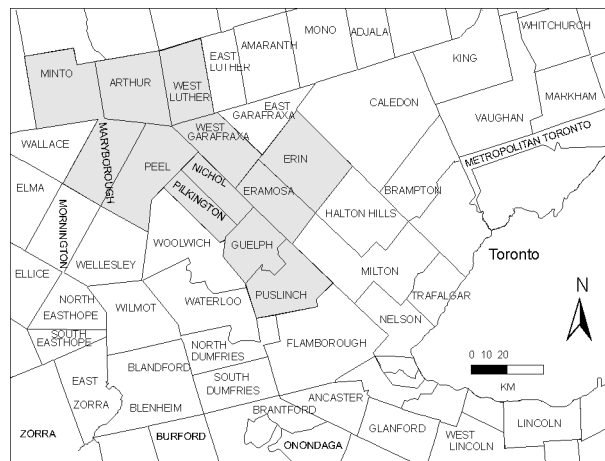 WHITCHURCH
MONO
ADJALA
AMARANTH
EAST
LUTHER
KING
MINTO
ARTHUR
WEST
LUTHER
CALEDON
MARKHAM
EAST
GARAFRAXA
VAUGHAN
WEST
GARAFRAXA
METROPOLITAN TORONTO
WALLACE
MARYBOROUGH
PEEL
ERIN
NICHOL
ELMA
PILKINGTON
ERAMOSA
BRAMPTON
MORNINGTON
HALTON HILLS
WOOLWICH
GUELPH
Toronto
WELLESLEY
ELLICE
MILTON
N
PUSLINCH
TRAFALGAR
NORTH
EASTHOPE
WILMOT
WATERLOO
NELSON
SOUTH
EASTHOPE
NORTH
DUMFRIES
FLAMBOROUGH
0 10 20
KM
BLANDFORD
EAST
ZORRA
SOUTH
DUMFRIES
ANCASTER
BLENHEIM
BRANTFORD
LINCOLN
GLANFORD
ZORRA
BURFORD
ONONDAGA
WEST
LINCOLN